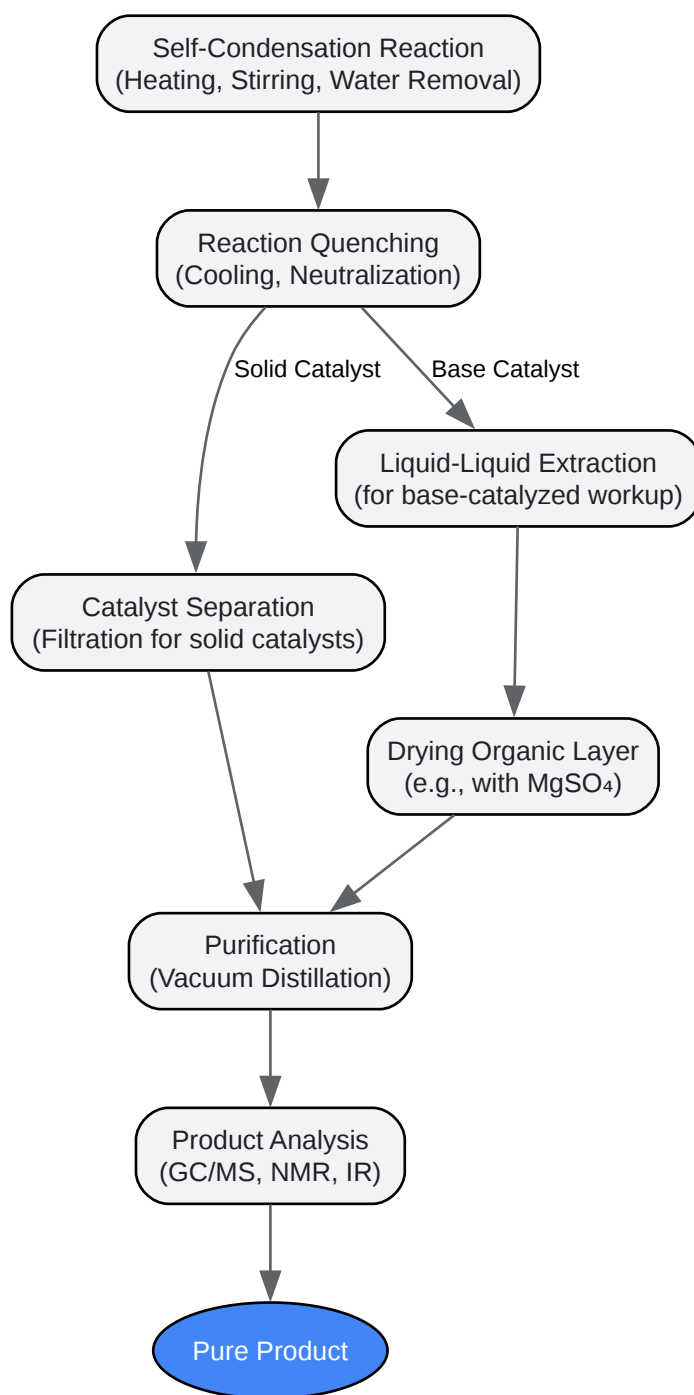 Self-Condensation Reaction
(Heating, Stirring, Water Removal)
Reaction Quenching
(Cooling, Neutralization)
Solid Catalyst
Base Catalyst
Liquid-Liquid Extraction
(for base-catalyzed workup)
Catalyst Separation
(Filtration for solid catalysts)
Drying Organic Layer
(e.g., with MgSO₄)
Purification
(Vacuum Distillation)
Product Analysis
(GC/MS, NMR, IR)
Pure Product